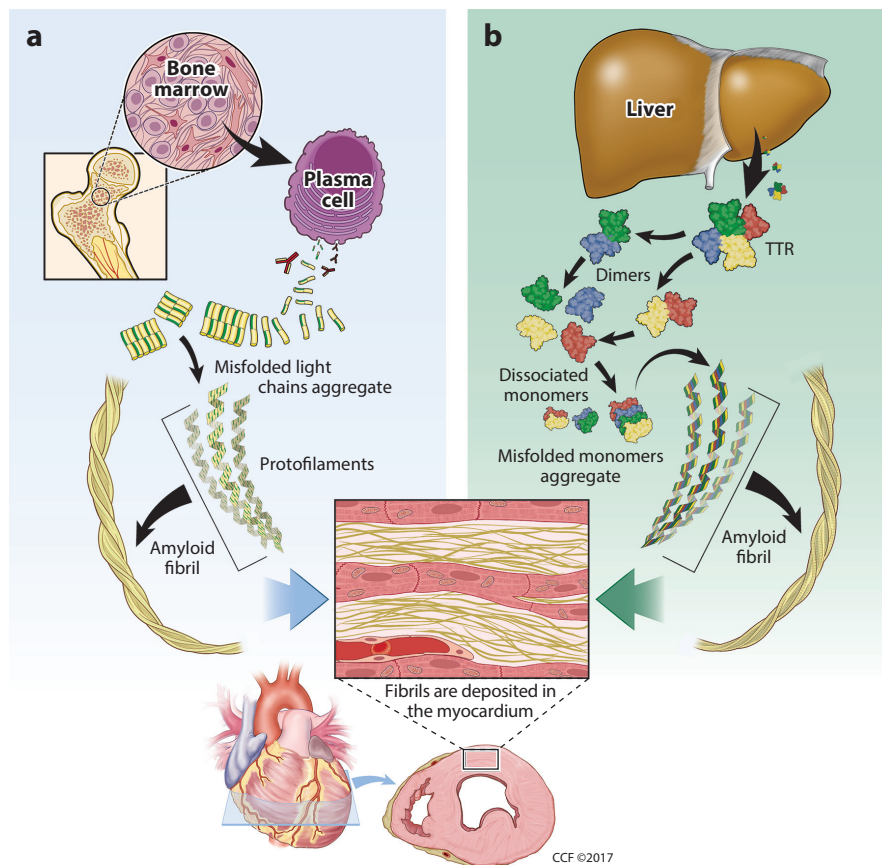 a
Bone
marrow
Plasma
cell
Misfolded light
chains aggregate
Protofilaments
Amyloid
fibril
b
Liver
TTR
Dimers
Dissociated
monomers
Misfolded monomers
aggregate
Amyloid
fibril
Fibrils are deposited in
the myocardium
CCF ©2017